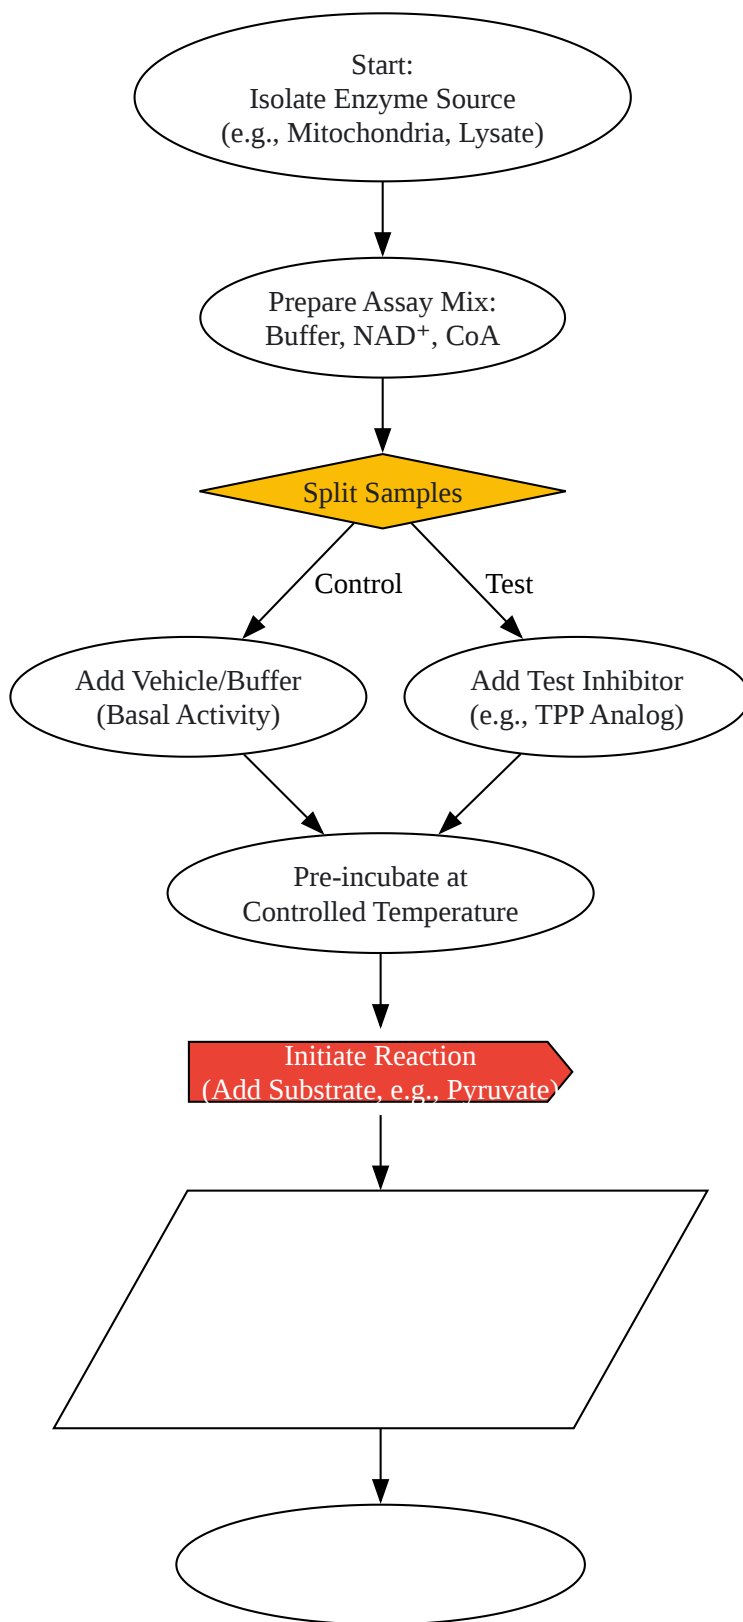 Start:
Isolate Enzyme Source
(e.g., Mitochondria, Lysate)
Prepare Assay Mix:
Buffer, NAD⁺, CoA
Split Samples
Control
Test
Add Vehicle/Buffer
(Basal Activity)
Add Test Inhibitor
(e.g., TPP Analog)
Pre-incubate at
Controlled Temperature
Initiate Reaction
(Add Substrate, e.g., Pyruvate)